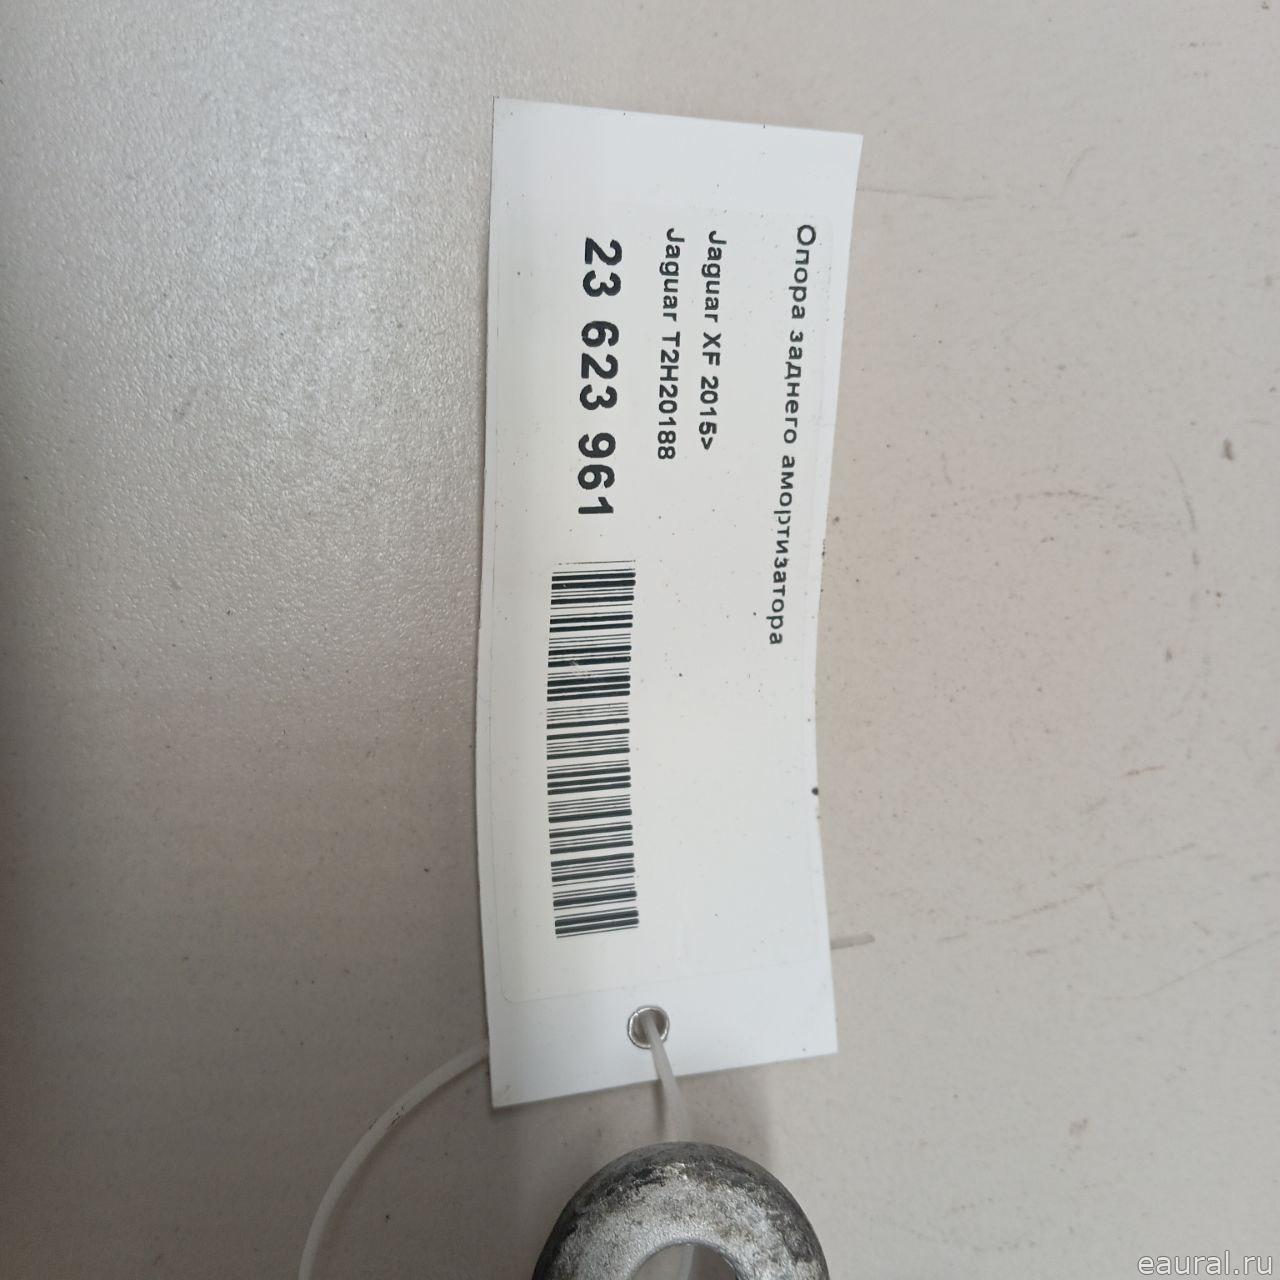 Опора заднего амортизатора
Jaguar XF 2015>
Jaguar T2H20188
23 623 961
eaural.ru